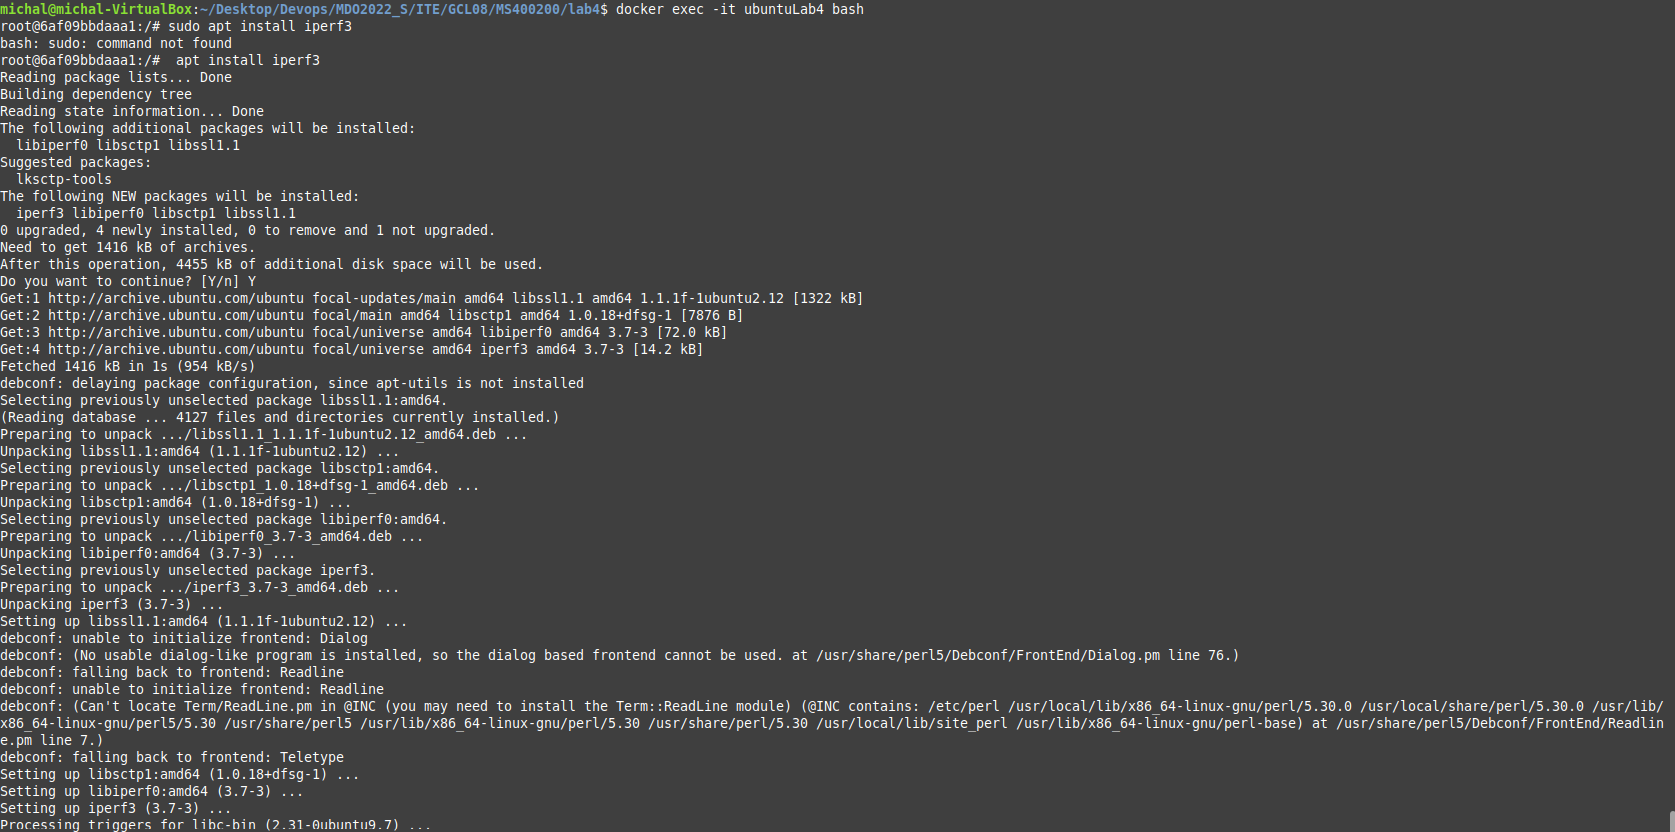 michal@michal-VirtualBox:~/Desktop/Devops/MDO2022_S/ITE/GCL08/MS400200/lab4$ docker exec -it ubuntuLab4 bash
root@6af09bbdaaa1:/# sudo apt install iperf3
bash: sudo: command not found
root@6af09bbdaaa1:/#  apt install iperf3
Reading package lists... Done
Building dependency tree
Reading state information... Done
The following additional packages will be installed:
  libiperf0 libsctp1 libssl1.1
Suggested packages:
  lksctp-tools
The following NEW packages will be installed:
  iperf3 libiperf0 libsctp1 libssl1.1
0 upgraded, 4 newly installed, 0 to remove and 1 not upgraded.
Need to get 1416 kB of archives.
After this operation, 4455 kB of additional disk space will be used.
Do you want to continue? [Y/n] Y
Get:1 http://archive.ubuntu.com/ubuntu focal-updates/main amd64 libssl1.1 amd64 1.1.1f-1ubuntu2.12 [1322 kB]
Get:2 http://archive.ubuntu.com/ubuntu focal/main amd64 libsctp1 amd64 1.0.18+dfsg-1 [7876 B]
Get:3 http://archive.ubuntu.com/ubuntu focal/universe amd64 libiperf0 amd64 3.7-3 [72.0 kB]
Get:4 http://archive.ubuntu.com/ubuntu focal/universe amd64 iperf3 amd64 3.7-3 [14.2 kB]
Fetched 1416 kB in 1s (954 kB/s)
debconf: delaying package configuration, since apt-utils is not installed
Selecting previously unselected package libssl1.1:amd64.
(Reading database ... 4127 files and directories currently installed.)
Preparing to unpack .../libssl1.1_1.1.1f-1ubuntu2.12_amd64.deb ...
Unpacking libssl1.1:amd64 (1.1.1f-1ubuntu2.12) ...
Selecting previously unselected package libsctp1:amd64.
Preparing to unpack .../libsctp1_1.0.18+dfsg-1_amd64.deb ...
Unpacking libsctp1:amd64 (1.0.18+dfsg-1) ...
Selecting previously unselected package libiperf0:amd64.
Preparing to unpack .../libiperf0_3.7-3_amd64.deb ...
Unpacking libiperf0:amd64 (3.7-3) ...
Selecting previously unselected package iperf3.
Preparing to unpack .../iperf3_3.7-3_amd64.deb ...
Unpacking iperf3 (3.7-3) ...
Setting up libssl1.1:amd64 (1.1.1f-1ubuntu2.12) ...
debconf: unable to initialize frontend: Dialog
debconf: (No usable dialog-like program is installed, so the dialog based frontend cannot be used. at /usr/share/perl5/Debconf/FrontEnd/Dialog.pm line 76.)
debconf: falling back to frontend: Readline
debconf: unable to initialize frontend: Readline
debconf: (Can't locate Term/ReadLine.pm in @INC (you may need to install the Term::ReadLine module) (@INC contains: /etc/perl /usr/local/lib/x86_64-linux-gnu/perl/5.30.0 /usr/local/share/perl/5.30.0 /usr/lib/
x86_64-linux-gnu/perl5/5.30 /usr/share/perl5 /usr/lib/x86_64-linux-gnu/perl/5.30 /usr/share/perl/5.30 /usr/local/lib/site_perl /usr/lib/x86_64-linux-gnu/perl-base) at /usr/share/perl5/Debconf/FrontEnd/Readlin
e.pm line 7.)
debconf: falling back to frontend: Teletype
Setting up libsctp1:amd64 (1.0.18+dfsg-1) ...
Setting up libiperf0:amd64 (3.7-3) ...
Setting up iperf3 (3.7-3) ...
Processing triggers for libc-bin (2.31-0ubuntu9.7) ...